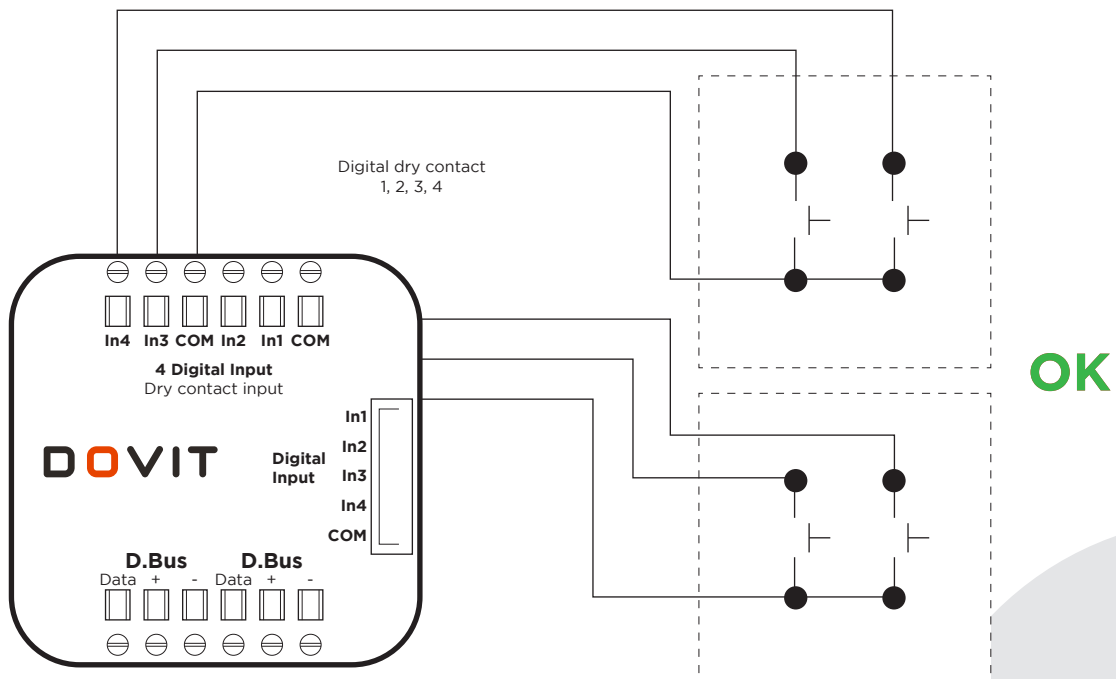 Digital dry contact
1, 2, 3, 4
In4 In3 COM In2 In1 COM
4 Digital Input
Dry contact input
OK
In1
In2
DOVIT
Digital
Input
In3
In4
COM
D.Bus D.Bus
Data + - Data + -